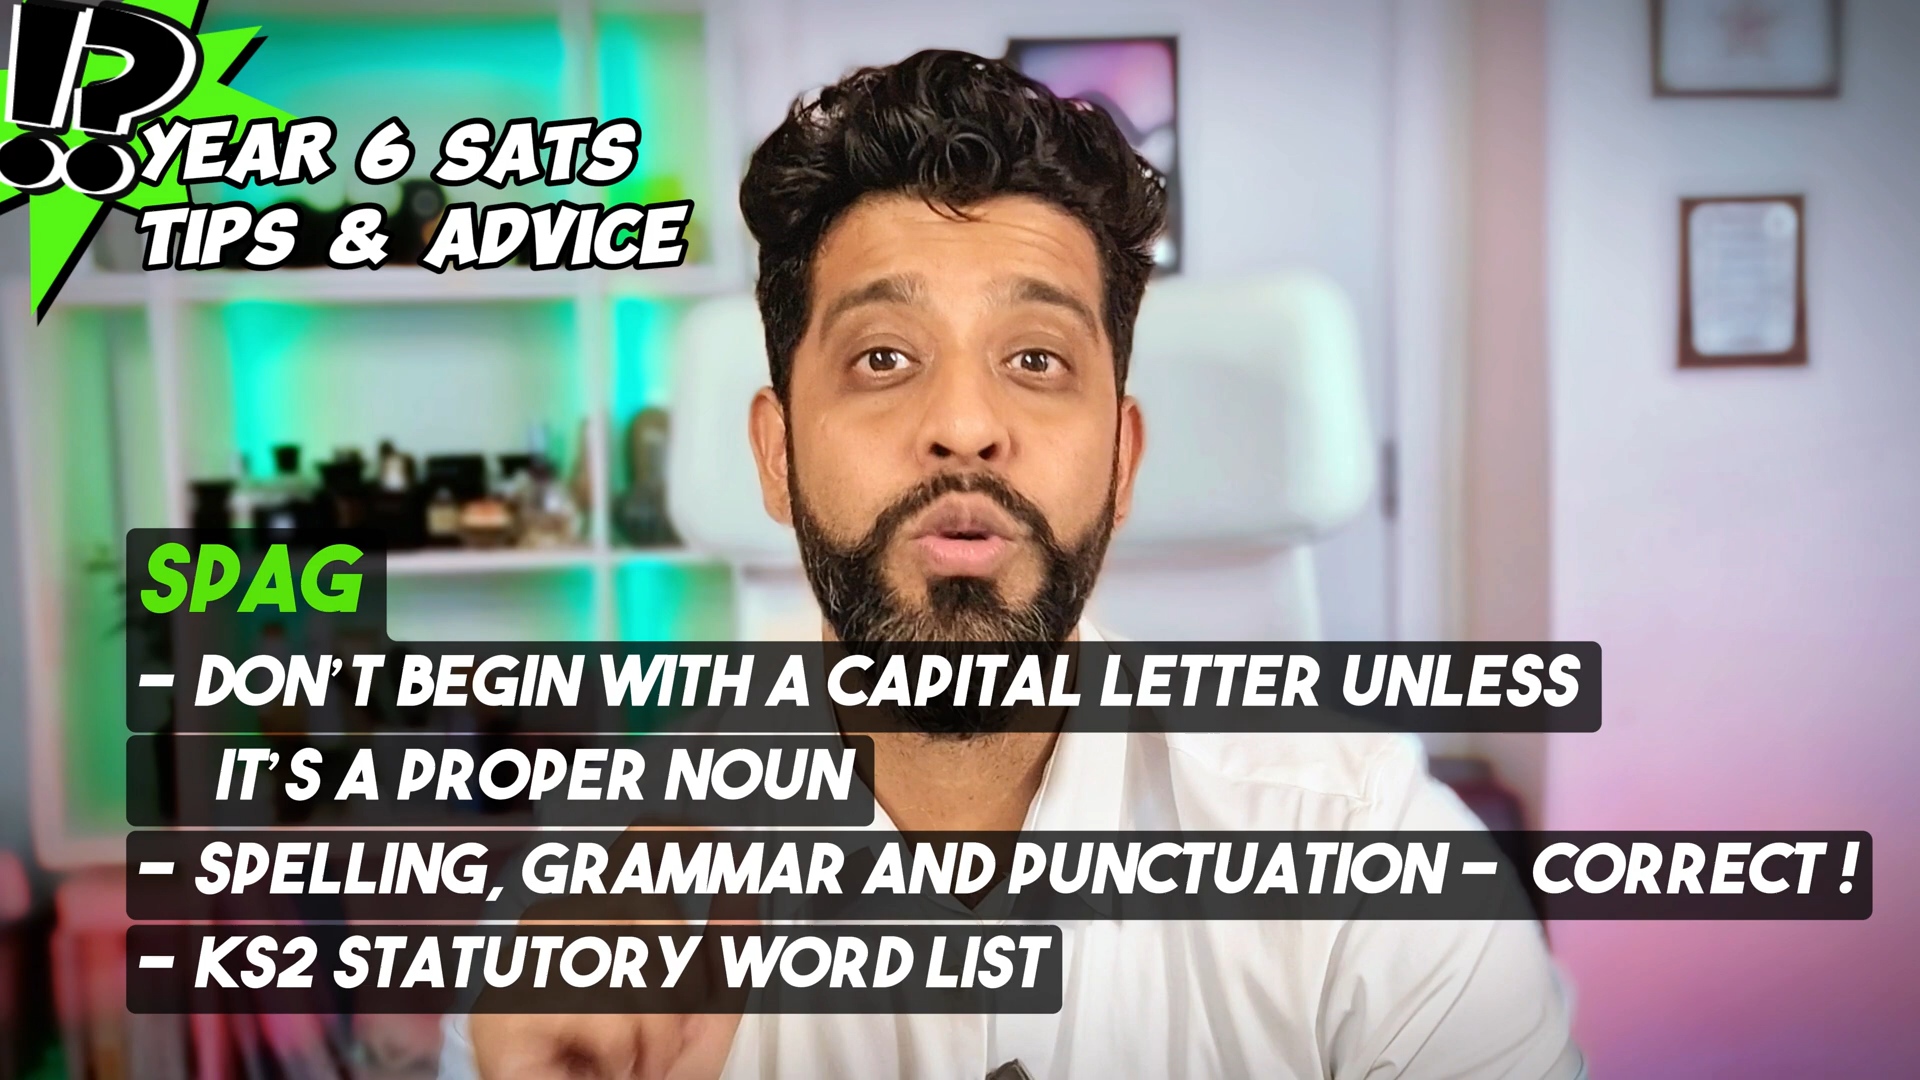 !?
YEAR 6 SATS
TIPS & ADVICE
SPAG
- DON'T BEGIN WITH A CAPITAL LETTER UNLESS
IT'S A PROPER NOUN
- SPELLING, GRAMMAR AND PUNCTUATION - CORRECT!
- KS2 STATUTORY WORD LIST